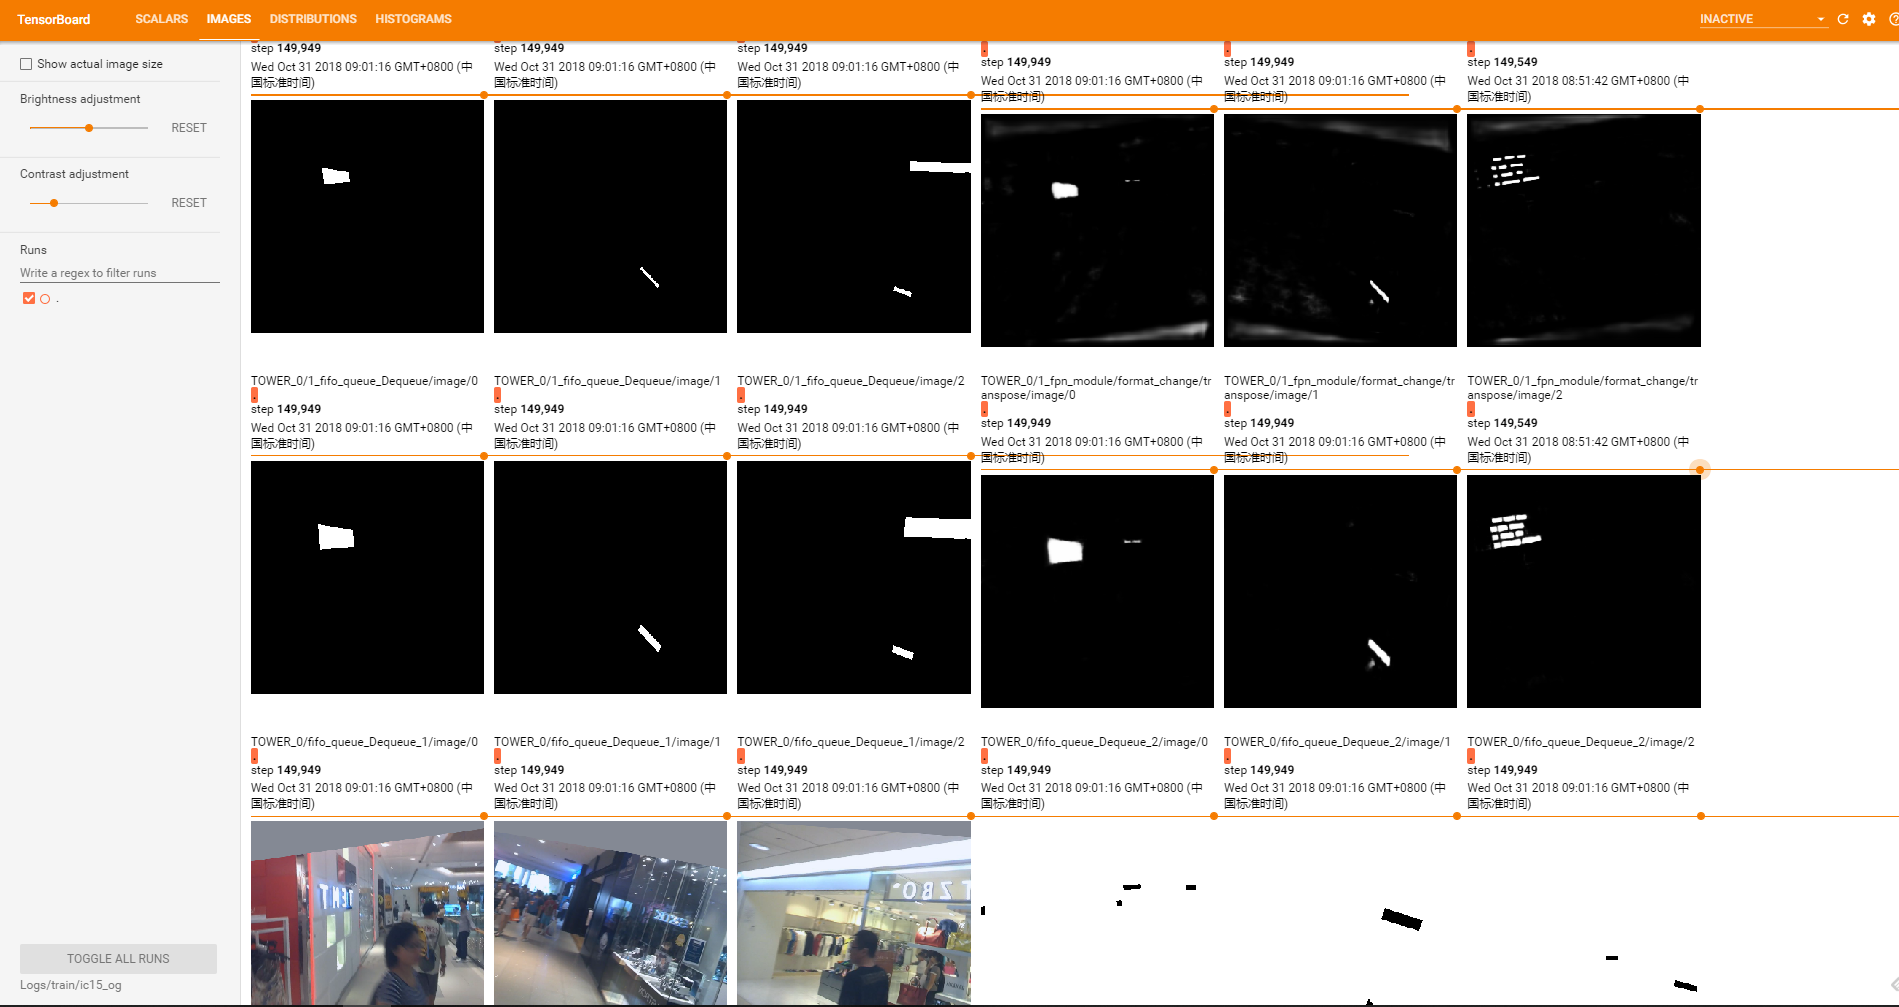 TensorBoard
SCALARS
IMAGES
DISTRIBUTIONS
HISTOGRAMS
INACTIVE
Show actual image size
Brightness adjustment
RESET
Contrast adjustment
RESET
Runs
Write a regex to filter runs
.
step 149,949
Wed Oct 31 2018 09:01:16 GMT+0800 (中
国标准时间)
step 149,949
Wed Oct 31 2018 09:01:16 GMT+0800 (中
国标准时间)
step 149,949
Wed Oct 31 2018 09:01:16 GMT+0800 (中
国标准时间)
step 149,949
Wed Oct 31 2018 09:01:16 GMT+0800 (中
国标准时间)
step 149,949
Wed Oct 31 2018 09:01:16 GMT+0800 (中
国标准时间)
step 149,549
Wed Oct 31 2018 08:51:42 GMT+0800 (中
国标准时间)
TOWER_0/1_fifo_queue_Dequeue/image/0
step 149,949
Wed Oct 31 2018 09:01:16 GMT+0800 (中
国标准时间)
TOWER_0/1_fifo_queue_Dequeue/image/1
step 149,949
Wed Oct 31 2018 09:01:16 GMT+0800 (中
国标准时间)
TOWER_0/1_fifo_queue_Dequeue/image/2
step 149,949
Wed Oct 31 2018 09:01:16 GMT+0800 (中
国标准时间)
TOWER_0/1_fpn_module/format_change/tr
anspose/image/0
step 149,949
Wed Oct 31 2018 09:01:16 GMT+0800 (中
国标准时间)
TOWER_0/1_fpn_module/format_change/tr
anspose/image/1
step 149,949
Wed Oct 31 2018 09:01:16 GMT+0800 (中
国标准时间)
TOWER_0/1_fpn_module/format_change/tr
anspose/image/2
step 149,549
Wed Oct 31 2018 08:51:42 GMT+0800 (中
国标准时间)
TOWER_0/fifo_queue_Dequeue_1/image/0
step 149,949
Wed Oct 31 2018 09:01:16 GMT+0800 (中
国标准时间)
TOWER_0/fifo_queue_Dequeue_1/image/1
step 149,949
Wed Oct 31 2018 09:01:16 GMT+0800 (中
国标准时间)
TOWER_0/fifo_queue_Dequeue_1/image/2
step 149,949
Wed Oct 31 2018 09:01:16 GMT+0800 (中
国标准时间)
TOWER_0/fifo_queue_Dequeue_2/image/0
step 149,949
Wed Oct 31 2018 09:01:16 GMT+0800 (中
国标准时间)
TOWER_0/fifo_queue_Dequeue_2/image/1
step 149,949
Wed Oct 31 2018 09:01:16 GMT+0800 (中
国标准时间)
TOWER_0/fifo_queue_Dequeue_2/image/2
step 149,949
Wed Oct 31 2018 09:01:16 GMT+0800 (中
国标准时间)
TOGGLE ALL RUNS
Logs/train/ic15_og